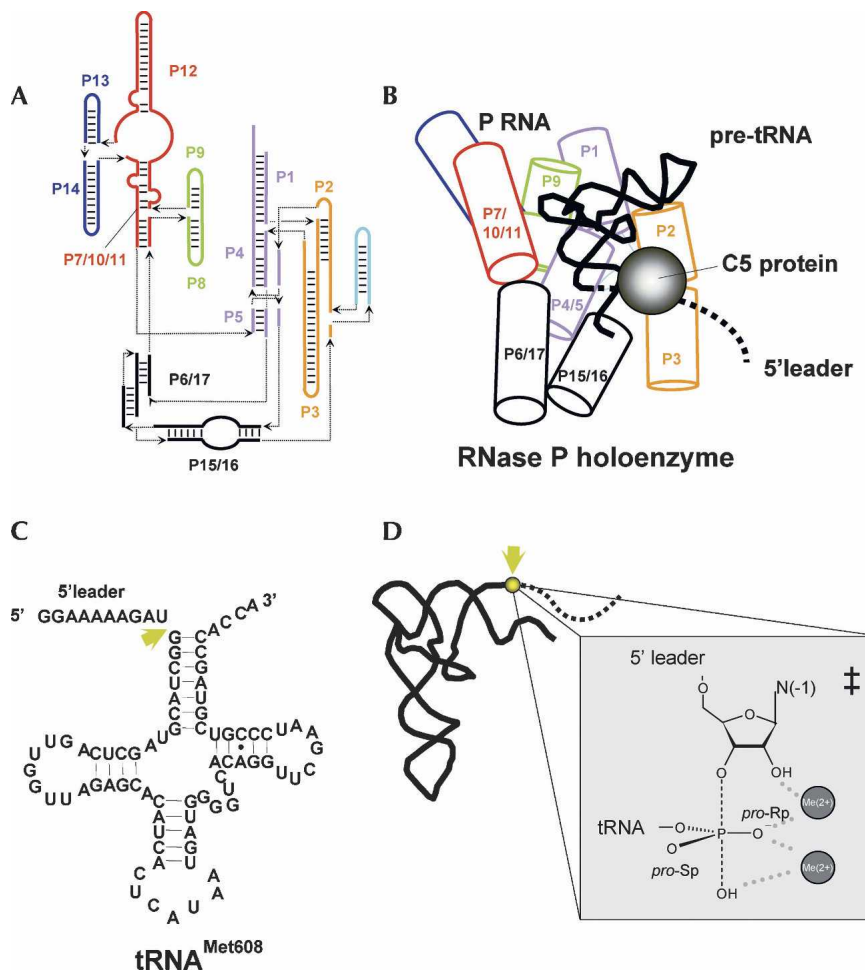 A
P12
P13
P9
P14
P1
P2
P7/10/11
P8
P4
P5
P6/17
P3
P15/16
B
P RNA
pre-tRNA
P1
P9
P7/
10/11
P2
C5 protein
P4/5
P6/17
P15/16
P3
5'leader
RNase P holoenzyme
C
5'leader
5' GGAAAAAGAU
ACCA 3'
GGCUACG
CCGAUGC
tRNA^Met608
D
5' leader
‡
O
N(-1)
O
O
OH
Me(2+)
pro-Rp
tRNA
O
P
O⁻
O
pro-Sp
Me(2+)
OH